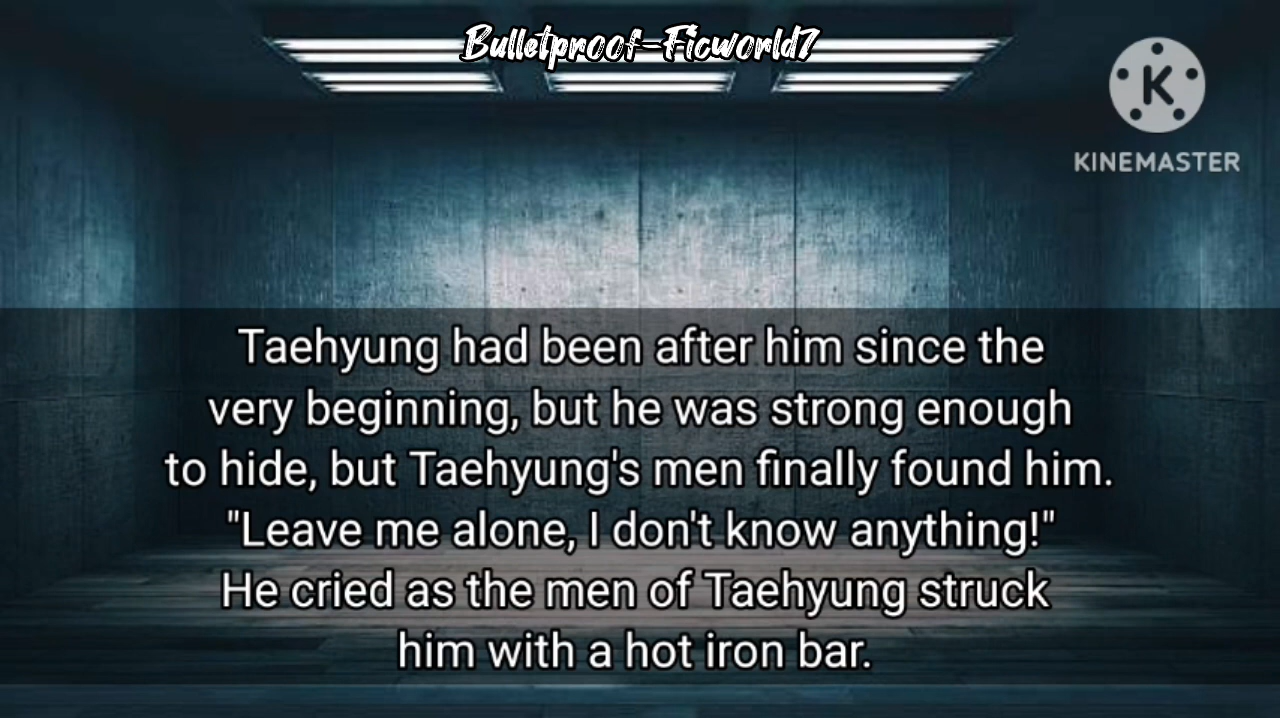 Bulletproof-Ficworld7
K
KINEMASTER
Taehyung had been after him since the
very beginning, but he was strong enough
to hide, but Taehyung's men finally found him.
"Leave me alone, I don't know anything!"
He cried as the men of Taehyung struck
him with a hot iron bar.